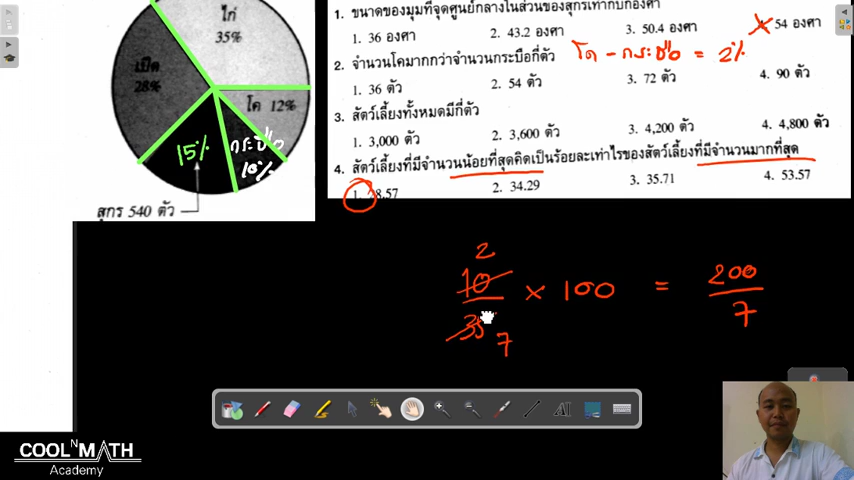 ไก่
35%
เป็ด
28%
โค 12%
15%
กระบือ
10%
สุกร 540 ตัว
1. ขนาดของมุมที่จุดศูนย์กลางในส่วนของสุกรเท่ากับกี่องศา
1. 36 องศา 2. 43.2 องศา 3. 50.4 องศา 54 องศา
2. จำนวนโคมากกว่าจำนวนกระบือกี่ตัว
โค - กระบือ = 2%
1. 36 ตัว 2. 54 ตัว 3. 72 ตัว 4. 90 ตัว
3. สัตว์เลี้ยงทั้งหมดมีกี่ตัว
1. 3,000 ตัว 2. 3,600 ตัว 3. 4,200 ตัว 4. 4,800 ตัว
4. สัตว์เลี้ยงที่มีจำนวนน้อยที่สุดคิดเป็นร้อยละเท่าไรของสัตว์เลี้ยงที่มีจำนวนมากที่สุด
1. 28.57 2. 34.29 3. 35.71 4. 53.57
2
10
35
7
× 100 =
200
7
AI
COOL N MATH
Academy